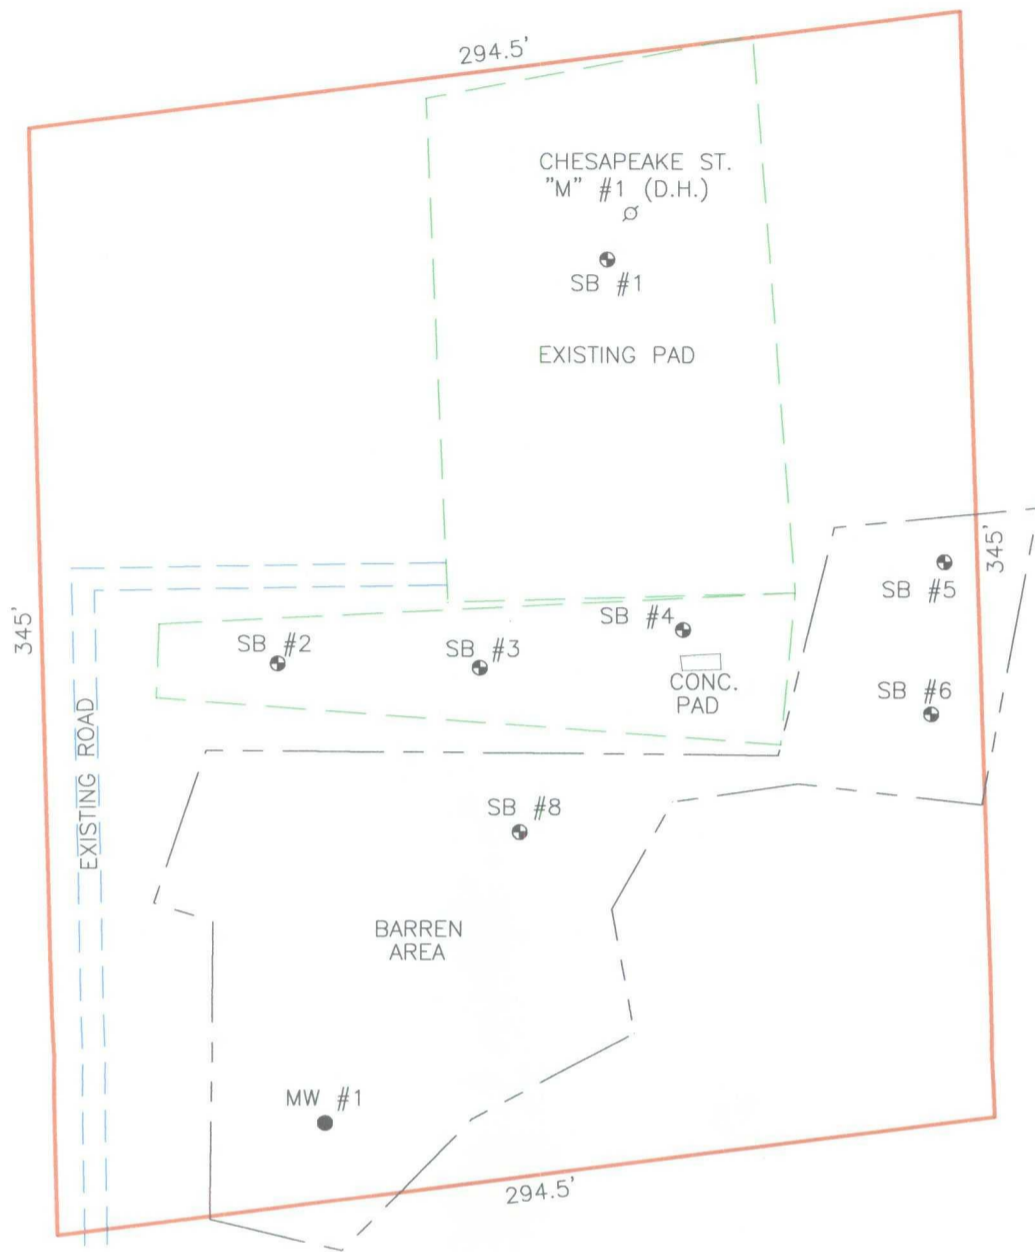 294.5'
CHESAPEAKE ST.
"M" #1 (D.H.)
SB #1
EXISTING PAD
345'
SB #5
345'
SB #4
SB #2
SB #3
CONC.
PAD
SB #6
EXISTING ROAD
SB #8
BARREN
AREA
MW #1
294.5'